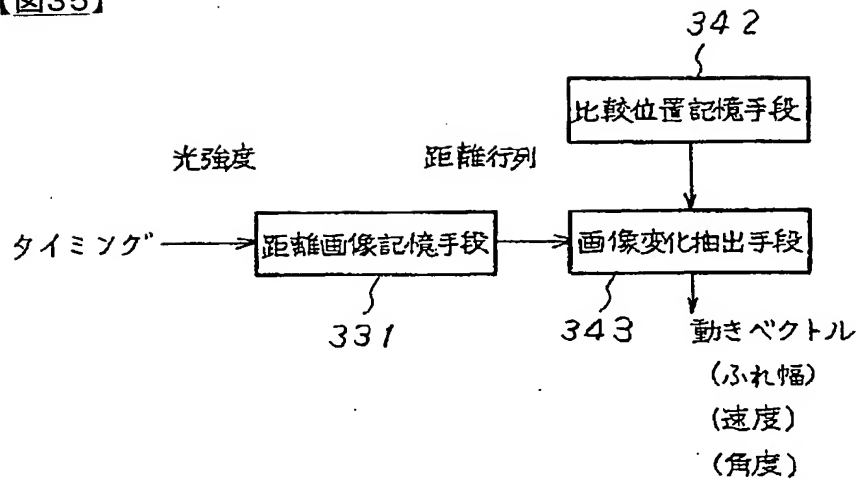 【図35】
342
比較位置記憶手段
光強度
距離行列
タイミング
距離画像記憶手段
画像変化抽出手段
331
343
動きベクトル
(ふれ幅)
(速度)
(角度)